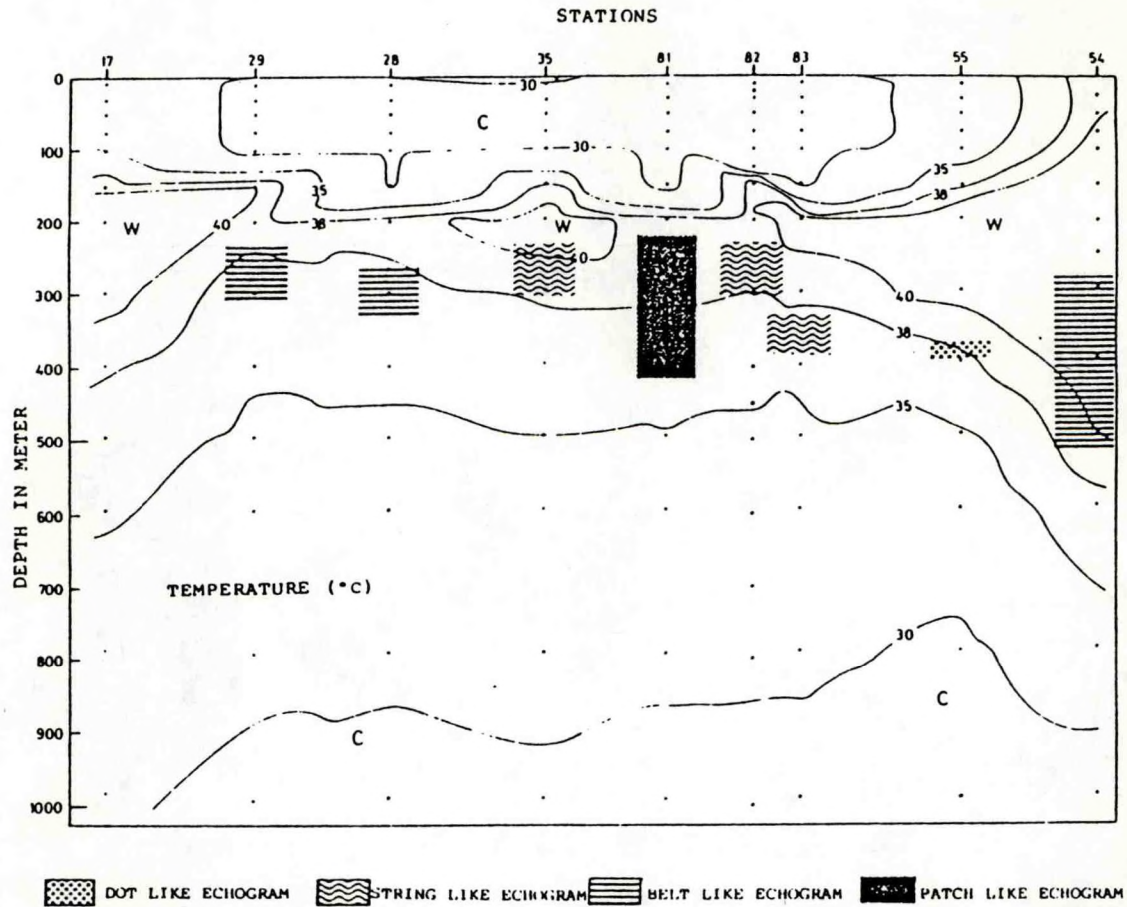 STATIONS
17 29 28 35 81 82 83 55 54
0
30
C
100
30
35
35
38
38
200
W
40
W
W
40
300
40
38
400
35
500
DEPTH IN METER
600
TEMPERATURE (°C)
700
30
800
C
C
900
1000
DOT LIKE ECHOGRAM STRING LIKE ECHOGRAM BELT LIKE ECHOGRAM PATCH LIKE ECHOGRAM